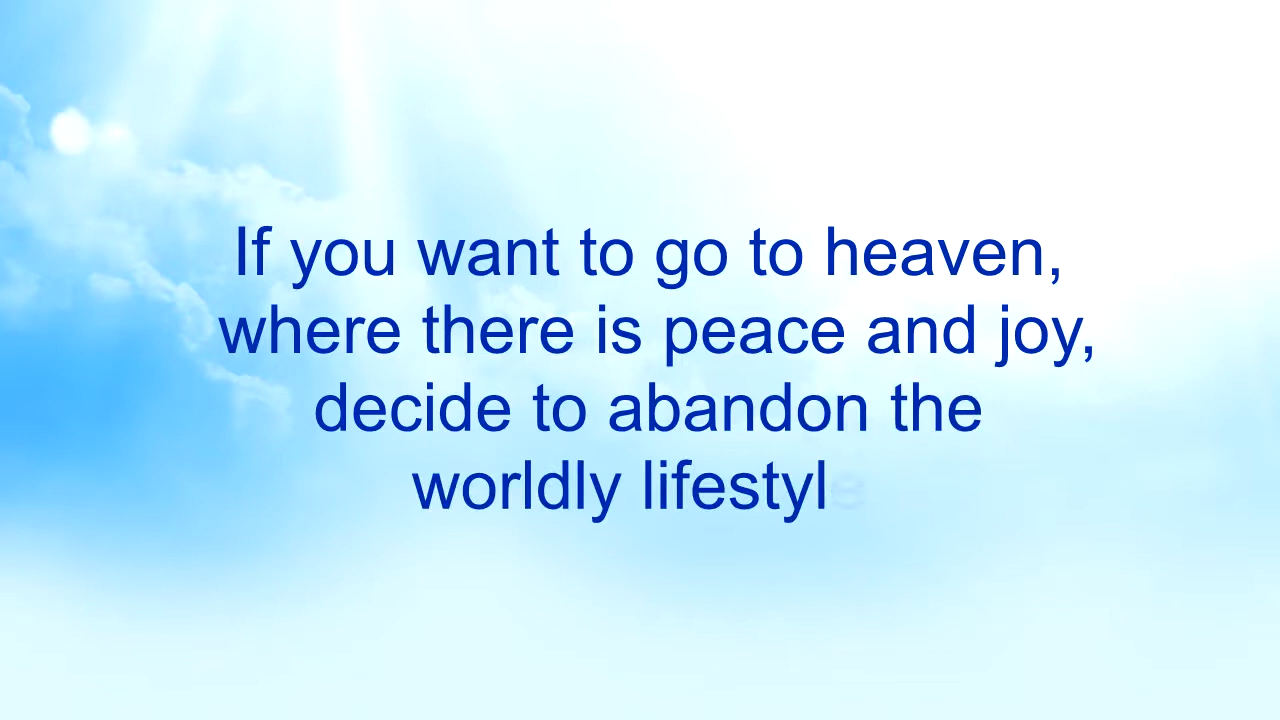 If you want to go to heaven,
where there is peace and joy,
decide to abandon the
worldly lifestyle